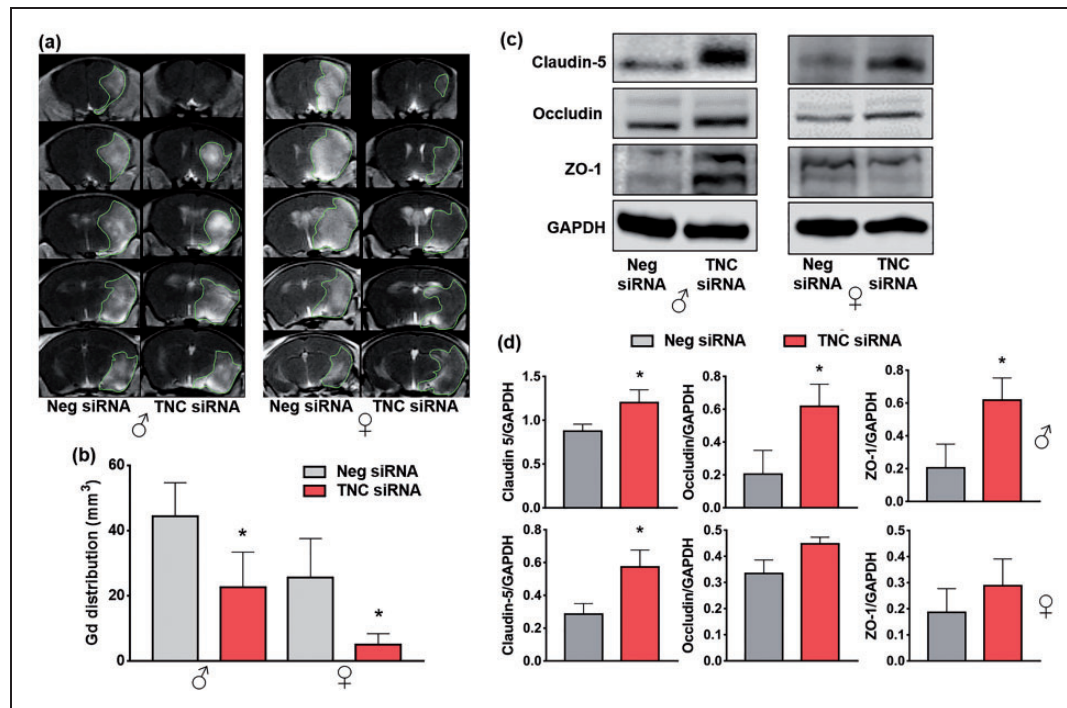 (a)
Neg siRNA TNC siRNA
♂
Neg siRNA TNC siRNA
♀
(b)
Gd distribution (mm³)
60
40
20
0
Neg siRNA
TNC siRNA
*
*
♂
♀
(c)
Claudin-5
Occludin
ZO-1
GAPDH
Neg
siRNA
TNC
siRNA
♂
Neg
siRNA
TNC
siRNA
♀
(d)
Neg siRNA
TNC siRNA
Claudin 5/GAPDH
1.5
1.0
0.5
0.0
*
Occludin/GAPDH
0.8
0.6
0.4
0.2
0.0
*
ZO-1/GAPDH
0.8
0.6
0.4
0.2
0.0
*
♂
Claudin-5/GAPDH
0.8
0.6
0.4
0.2
0.0
*
Occludin/GAPDH
0.5
0.4
0.3
0.2
0.1
0.0
ZO-1/GAPDH
0.5
0.4
0.3
0.2
0.1
0.0
♀